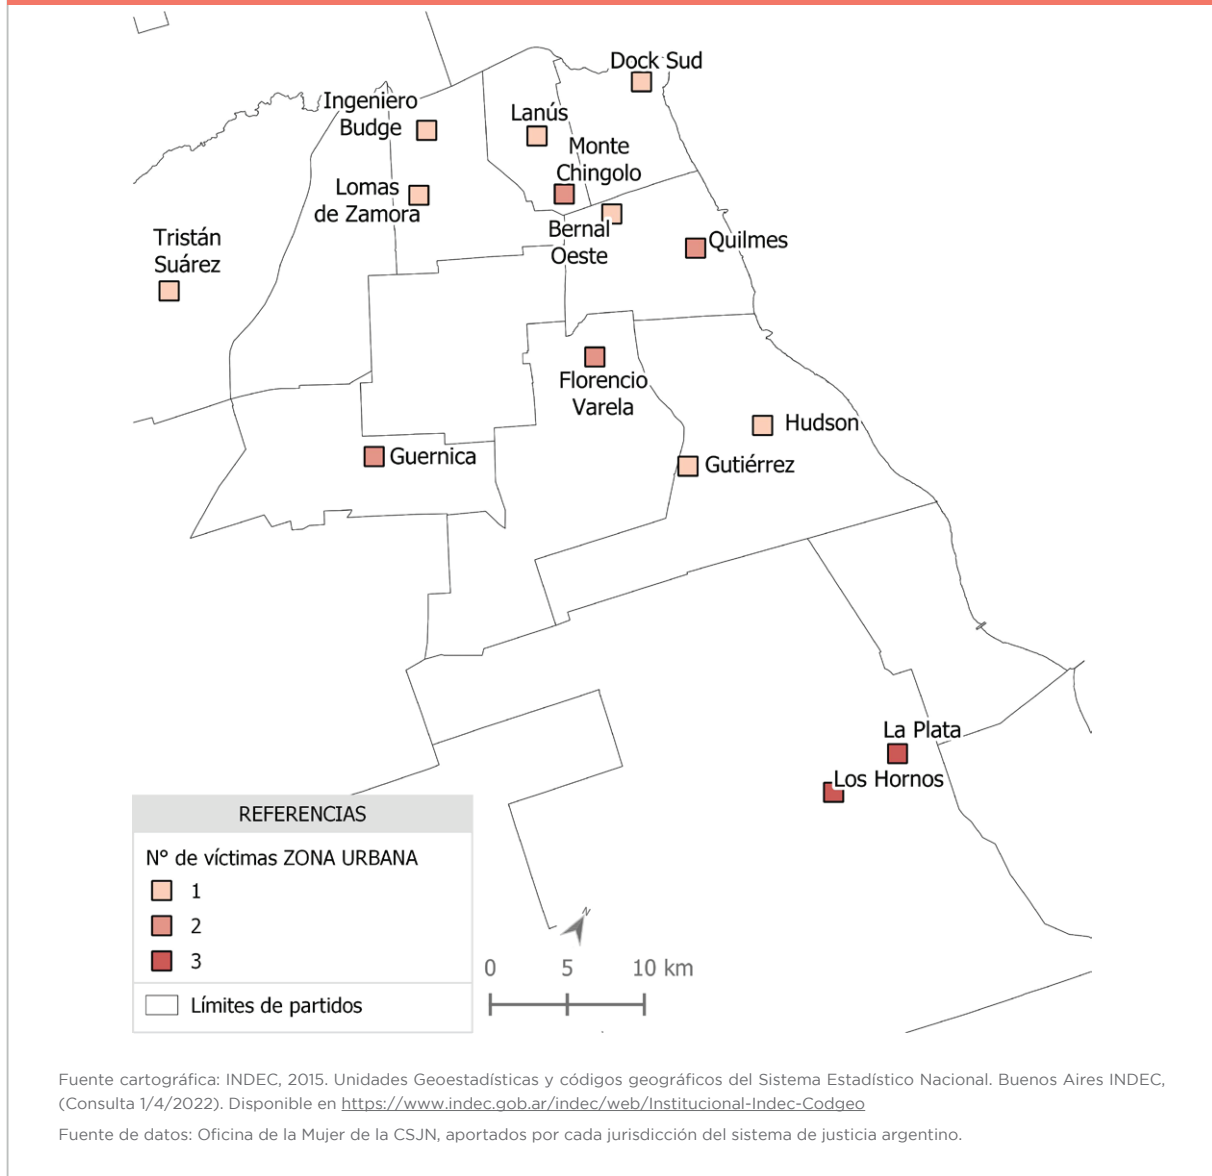 Dock Sud
Ingeniero
Budge
Lanús
Monte
Chingolo
Lomas
de Zamora
Bernal
Oeste
Quilmes
Tristán
Suárez
Florencio
Varela
Hudson
Guernica
Gutiérrez
La Plata
Los Hornos
REFERENCIAS
N° de víctimas ZONA URBANA
1
2
3
Límites de partidos
N
0 5 10 km
Fuente cartográfica: INDEC, 2015. Unidades Geoestadísticas y códigos geográficos del Sistema Estadístico Nacional. Buenos Aires INDEC,
(Consulta 1/4/2022). Disponible en https://www.indec.gob.ar/indec/web/Institucional-Indec-Codgeo
Fuente de datos: Oficina de la Mujer de la CSJN, aportados por cada jurisdicción del sistema de justicia argentino.